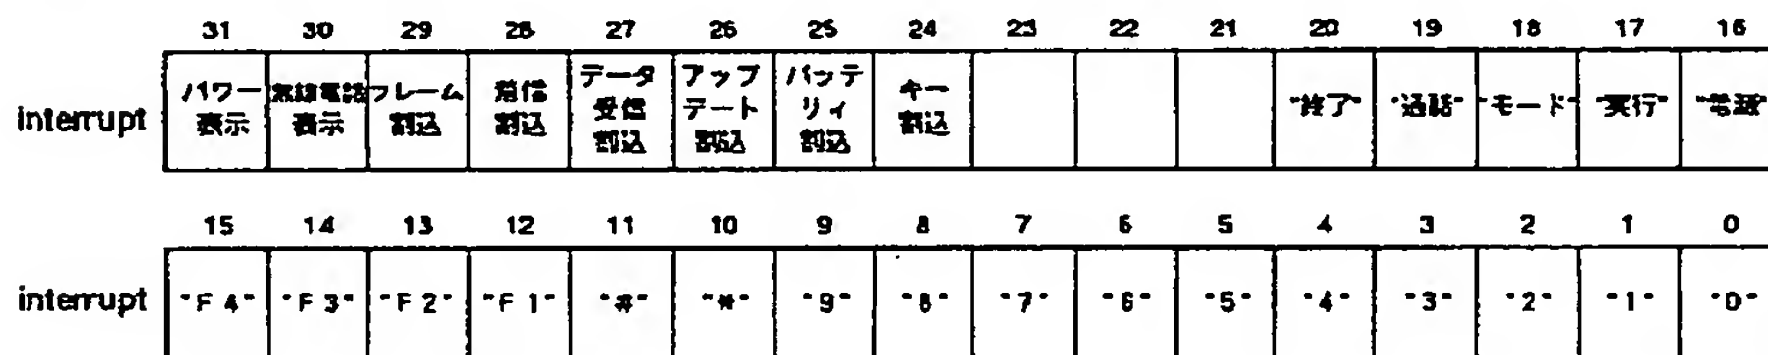 31 30 29 28 27 26 25 24 23 22 21 20 19 18 17 16
interrupt
パワー表示
無線電話表示
フレーム割込
着信割込
データ受信割込
アップデート割込
バッテリィ割込
キー割込
"終了"
"通話"
"モード"
"実行"
"電源"
15 14 13 12 11 10 9 8 7 6 5 4 3 2 1 0
interrupt "F4" "F3" "F2" "F1" "#" "*" "9" "8" "7" "6" "5" "4" "3" "2" "1" "0"